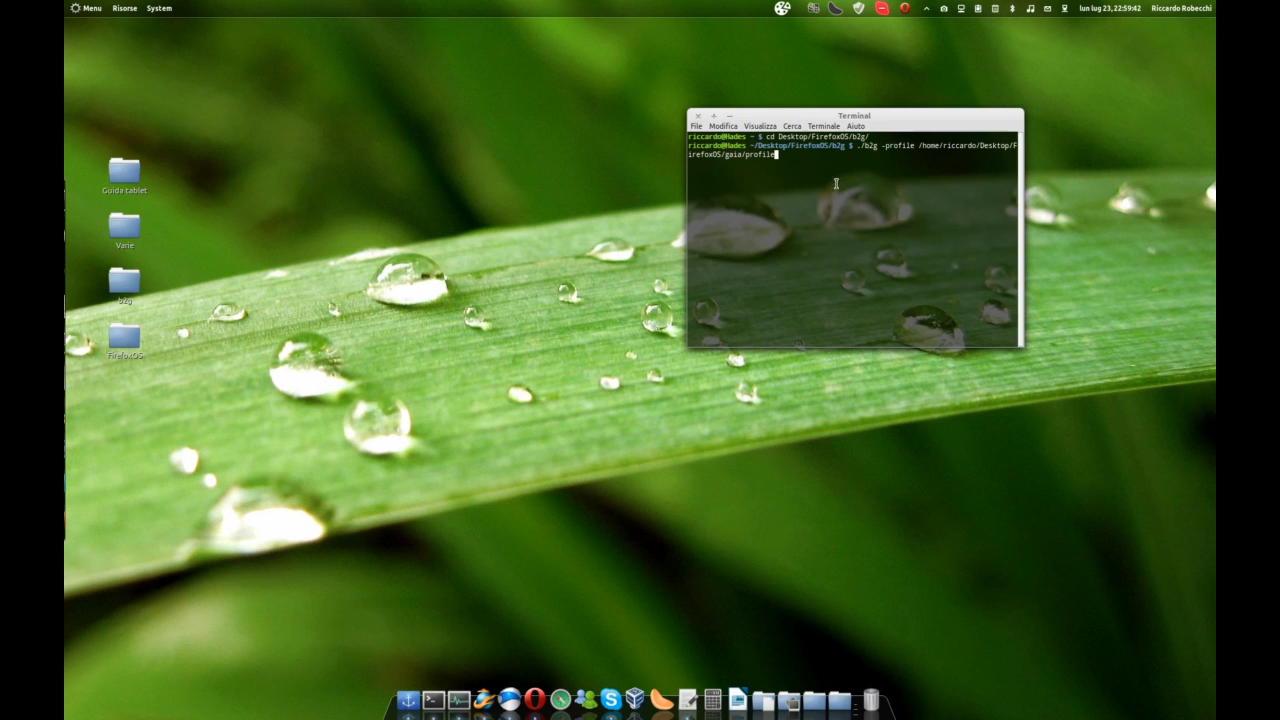 Menu Risorse System lun lug 23, 22:59:42 Riccardo Robecchi
Terminal
File Modifica Visualizza Cerca Terminale Aiuto
riccardo@Hades ~ $ cd Desktop/FirefoxOS/b2g/
riccardo@Hades ~/Desktop/FirefoxOS/b2g $ ./b2g -profile /home/riccardo/Desktop/F
irefoxOS/gaia/profile
Guida tablet
Varie
b2g
FirefoxOS